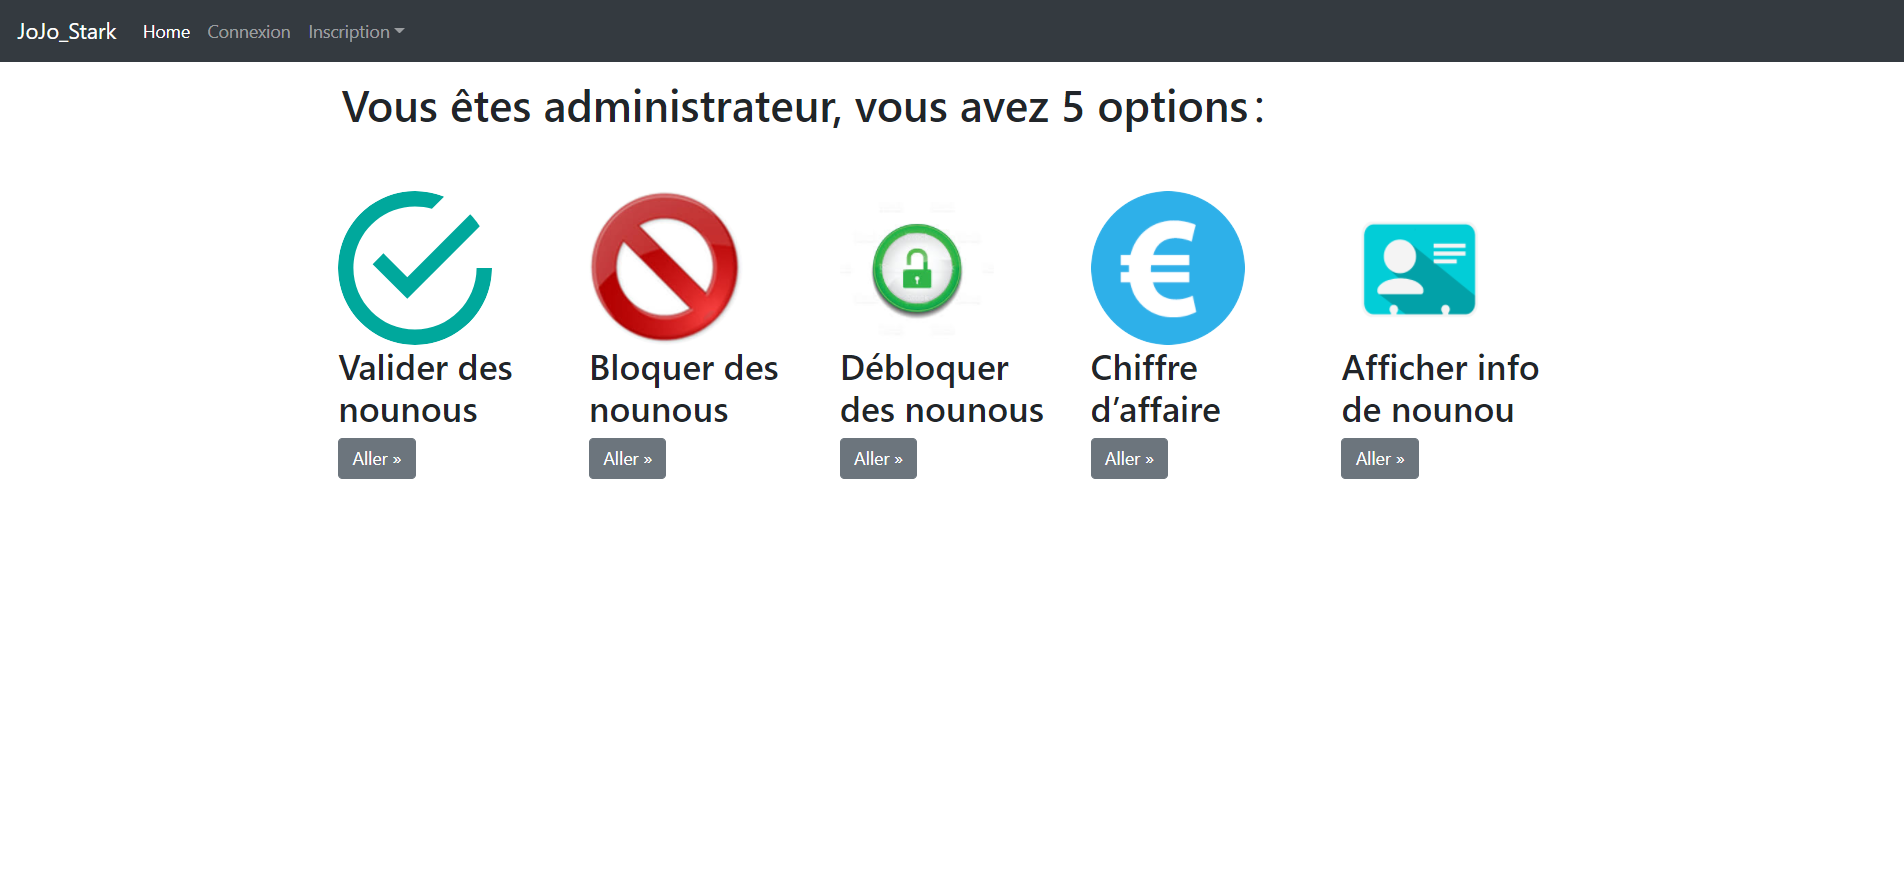 JoJo_Stark Home Connexion Inscription
Vous êtes administrateur, vous avez 5 options :
Valider des
nounous
Aller »
Bloquer des
nounous
Aller »
Débloquer
des nounous
Aller »
Chiffre
d’affaire
Aller »
Afficher info
de nounou
Aller »